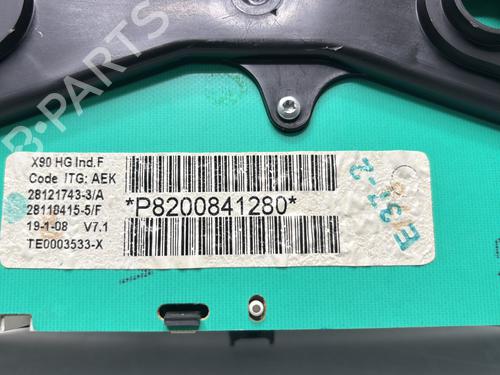 B-PARTS
X90 HG Ind.F
Code ITG; AEK
28121743-3/A
28118415-5/F
19-1-08 V7.1
TE0003533-X
*P8200841280*